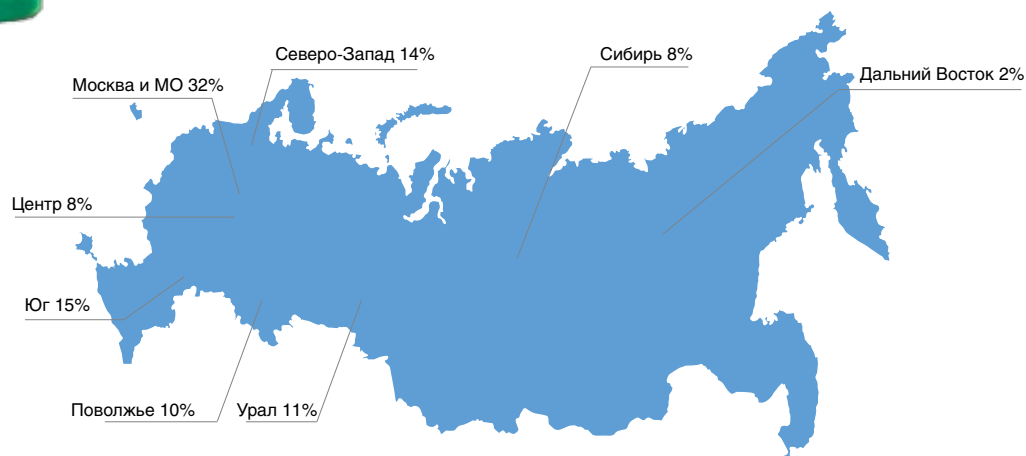 Северо-Запад 14%
Сибирь 8%
Дальний Восток 2%
Москва и МО 32%
Центр 8%
Юг 15%
Поволжье 10%
Урал 11%